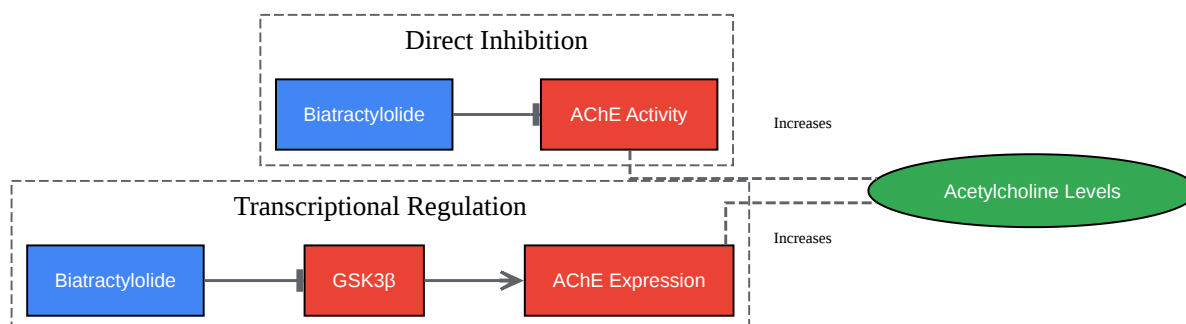 Direct Inhibition
Biatractylolide
AChE Activity
Increases
Acetylcholine Levels
Transcriptional Regulation
Increases
Biatractylolide
GSK3β
AChE Expression